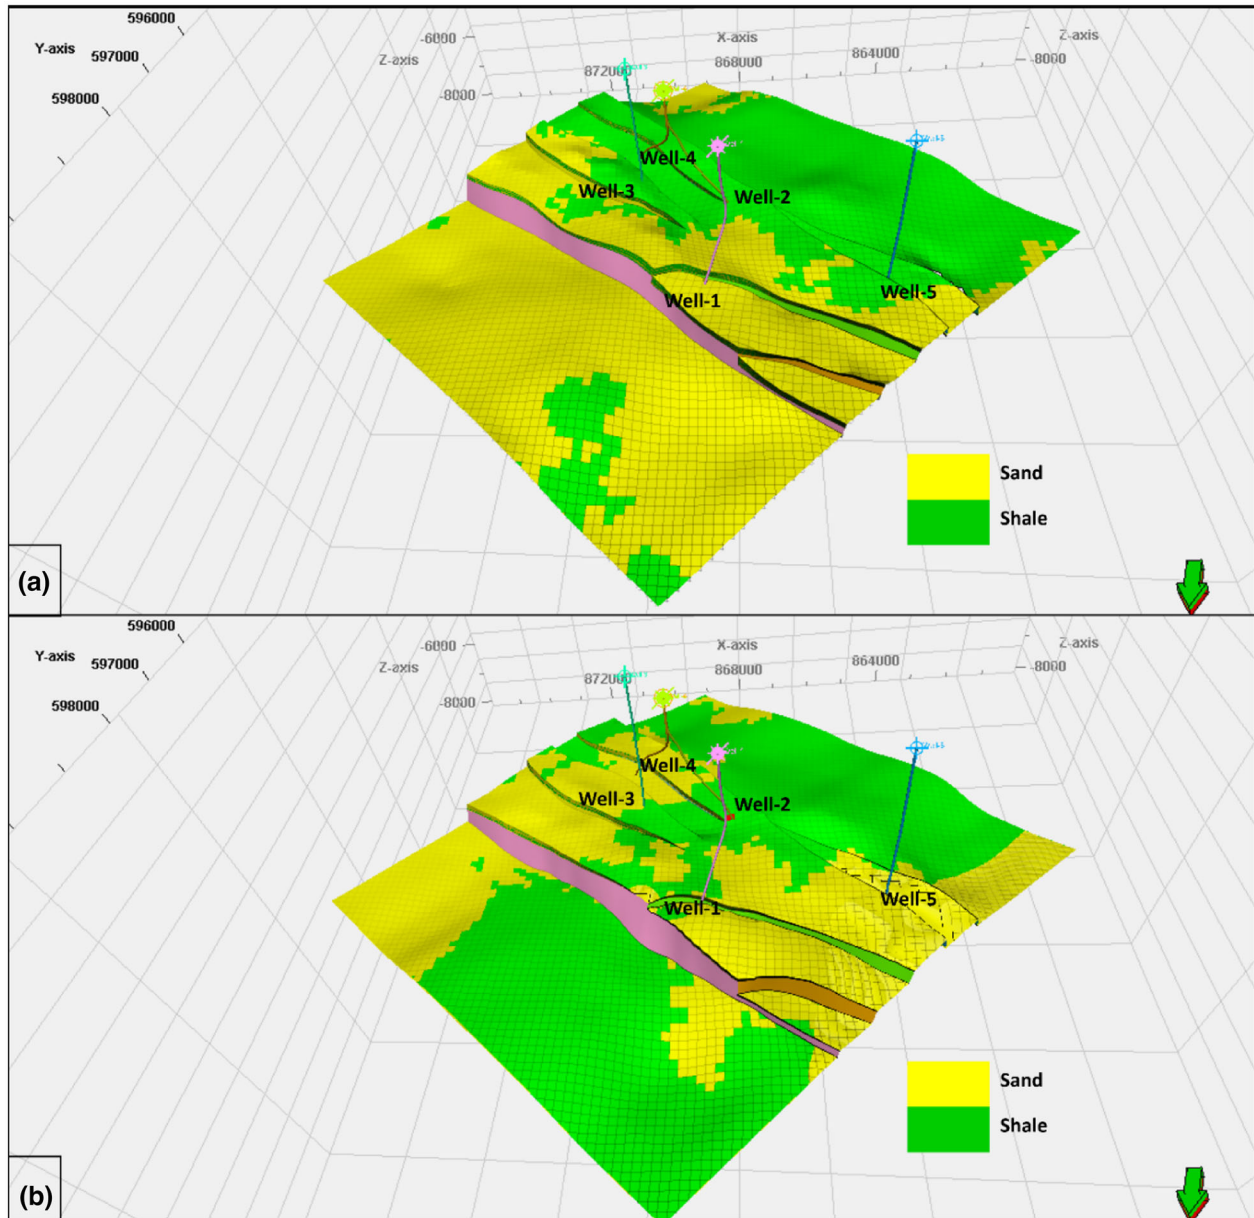 596000
Y-axis
597000
598000
-6000
Z-axis
-8000
X-axis
872000
868000
864000
Z-axis
-8000
Well-4
Well-3
Well-2
Well-1
Well-5
Sand
Shale
(a)
596000
Y-axis
597000
598000
-6000
Z-axis
-8000
X-axis
872000
868000
864000
Z-axis
-8000
Well-4
Well-3
Well-2
Well-1
Well-5
Sand
Shale
(b)